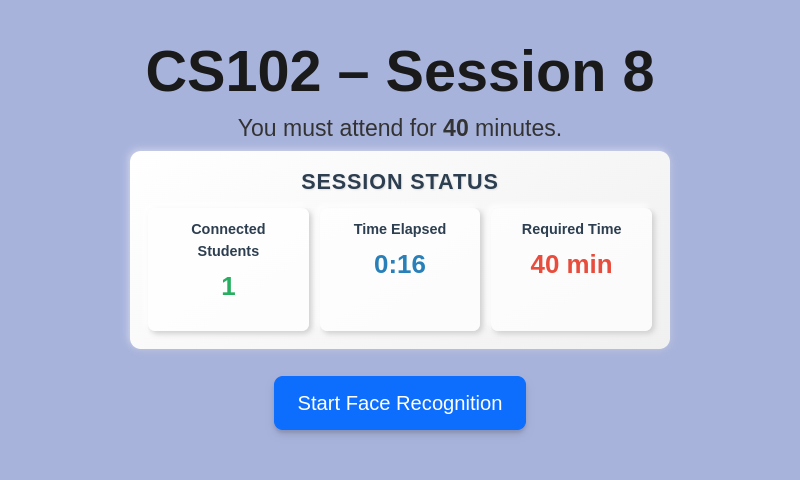 CS102 – Session 8
You must attend for 40 minutes.
SESSION STATUS
Connected
Students
1
Time Elapsed
0:16
Required Time
40 min
Start Face Recognition